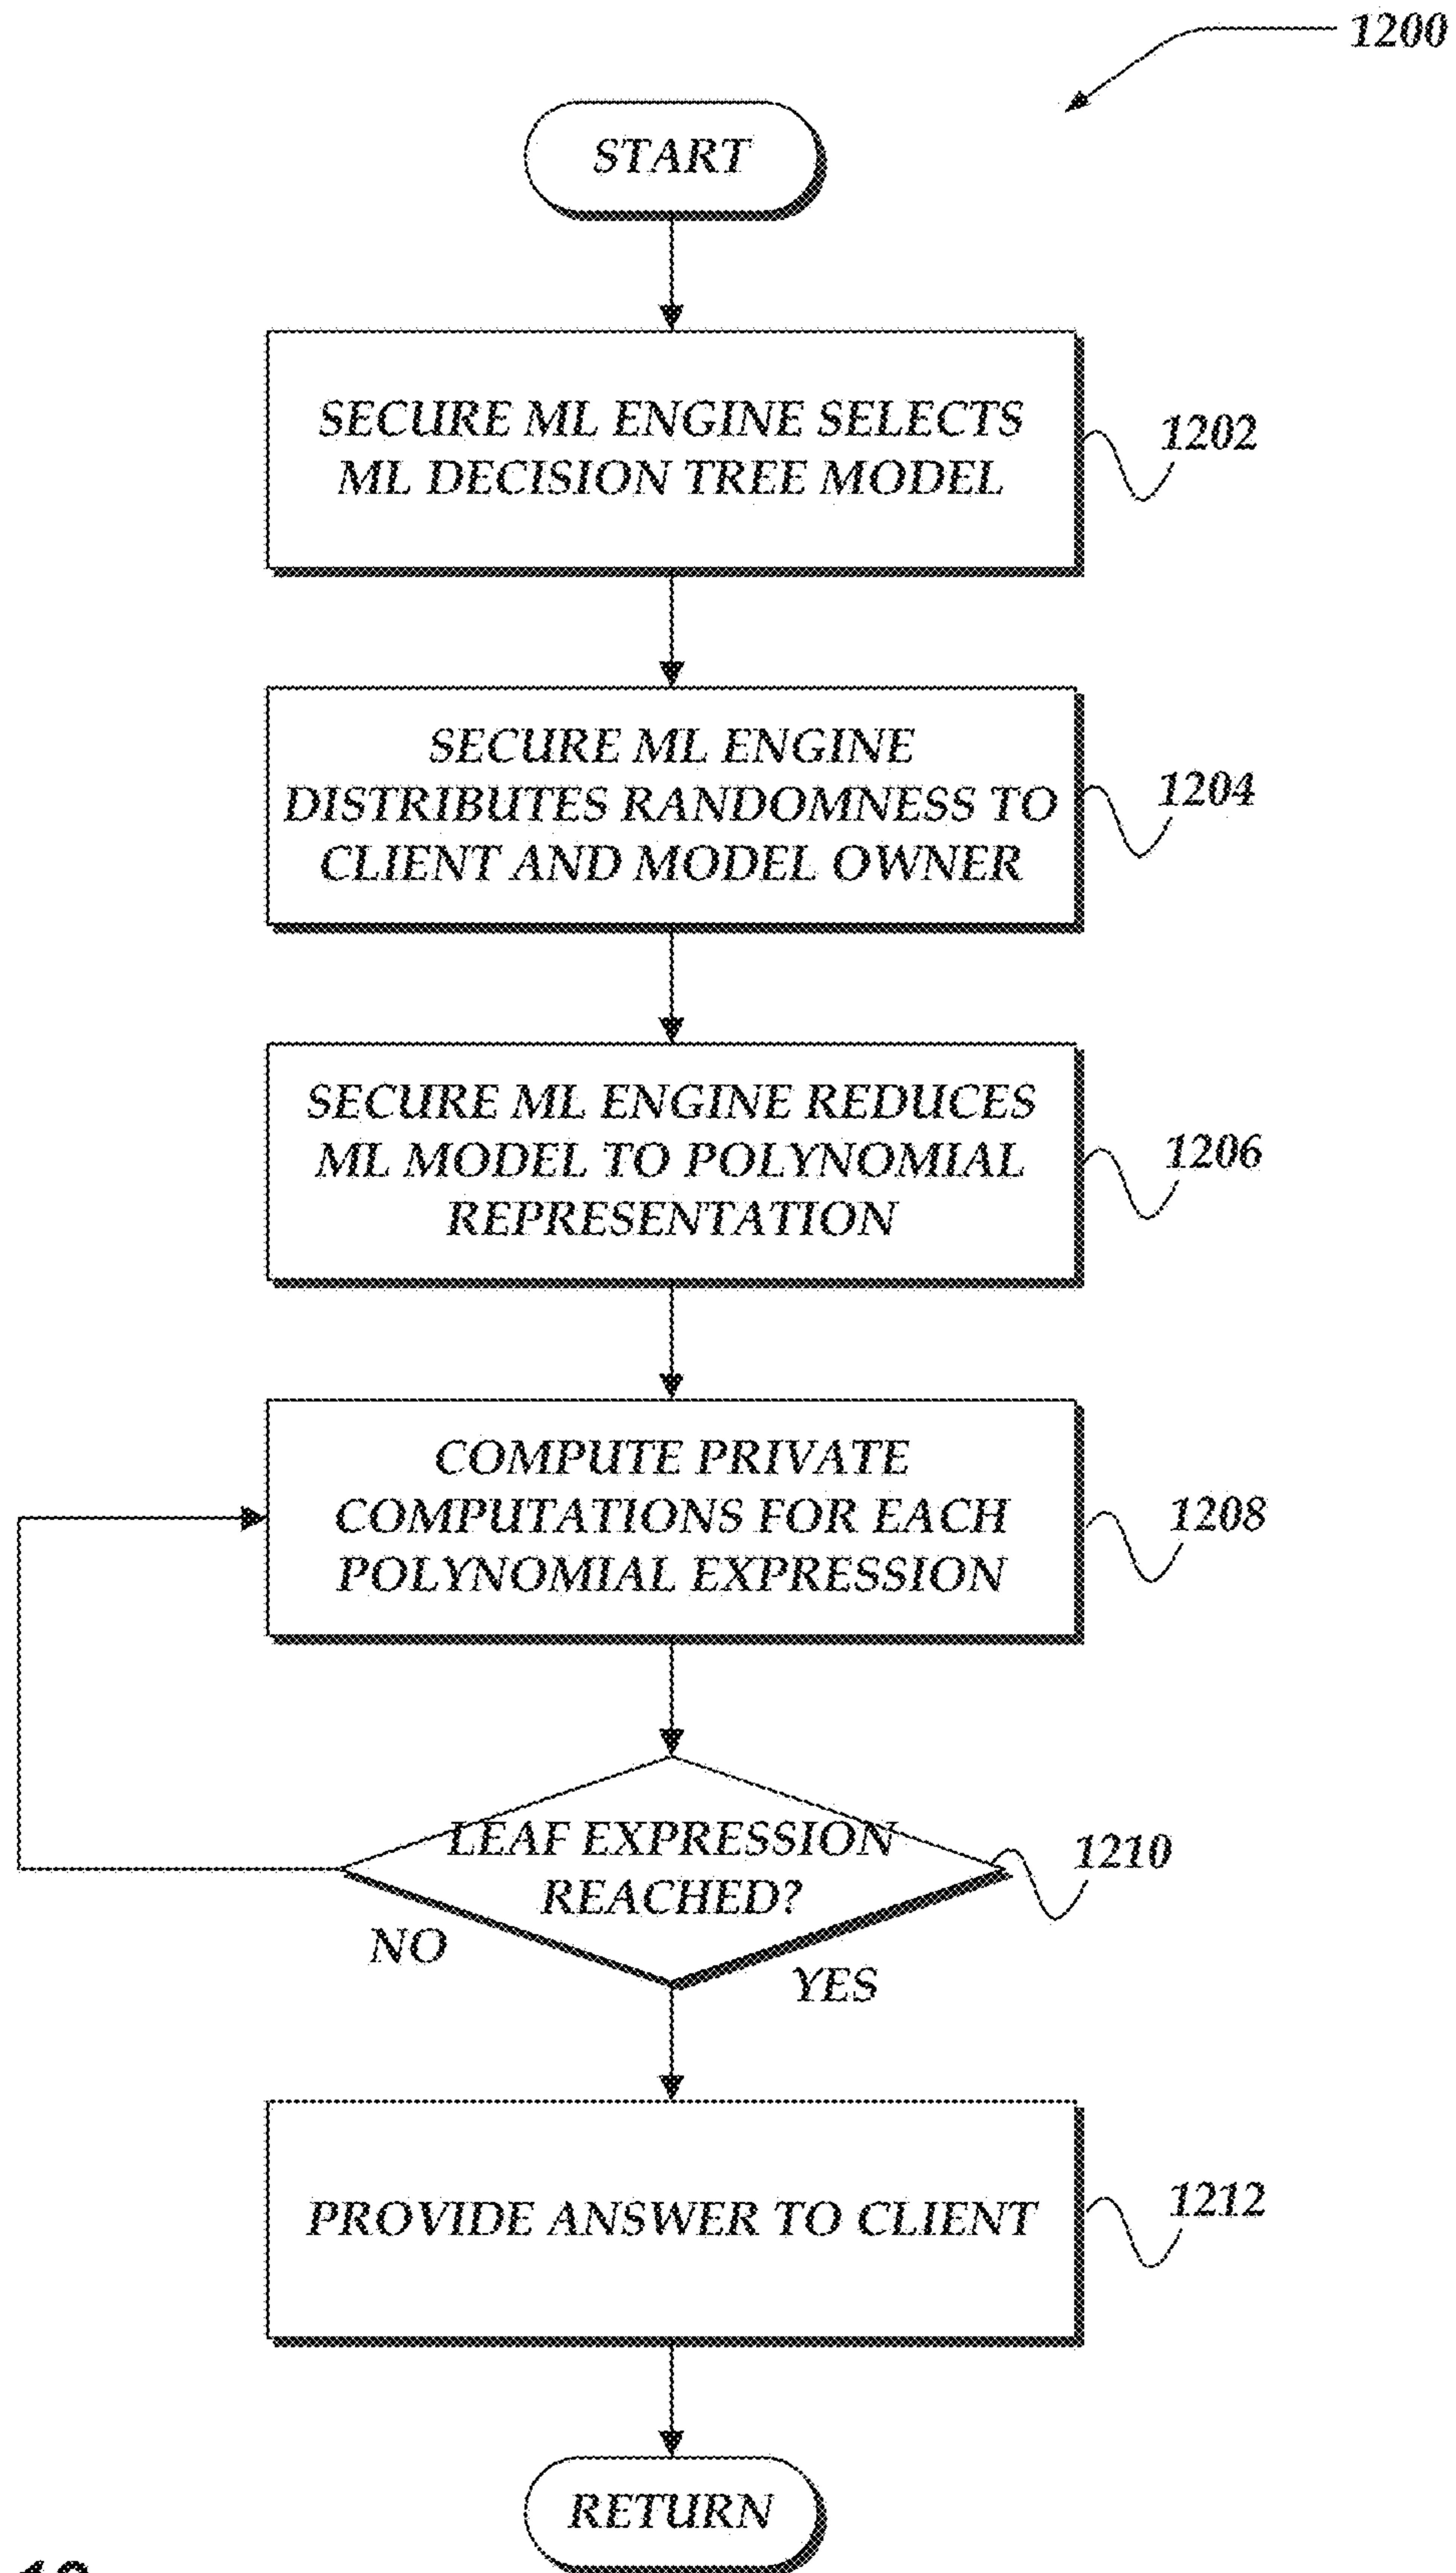 1200
START
SECURE ML ENGINE SELECTS
ML DECISION TREE MODEL
1202
SECURE ML ENGINE
DISTRIBUTES RANDOMNESS TO
CLIENT AND MODEL OWNER
1204
SECURE ML ENGINE REDUCES
ML MODEL TO POLYNOMIAL
REPRESENTATION
1206
COMPUTE PRIVATE
COMPUTATIONS FOR EACH
POLYNOMIAL EXPRESSION
1208
LEAF EXPRESSION
REACHED?
1210
NO
YES
PROVIDE ANSWER TO CLIENT
1212
RETURN